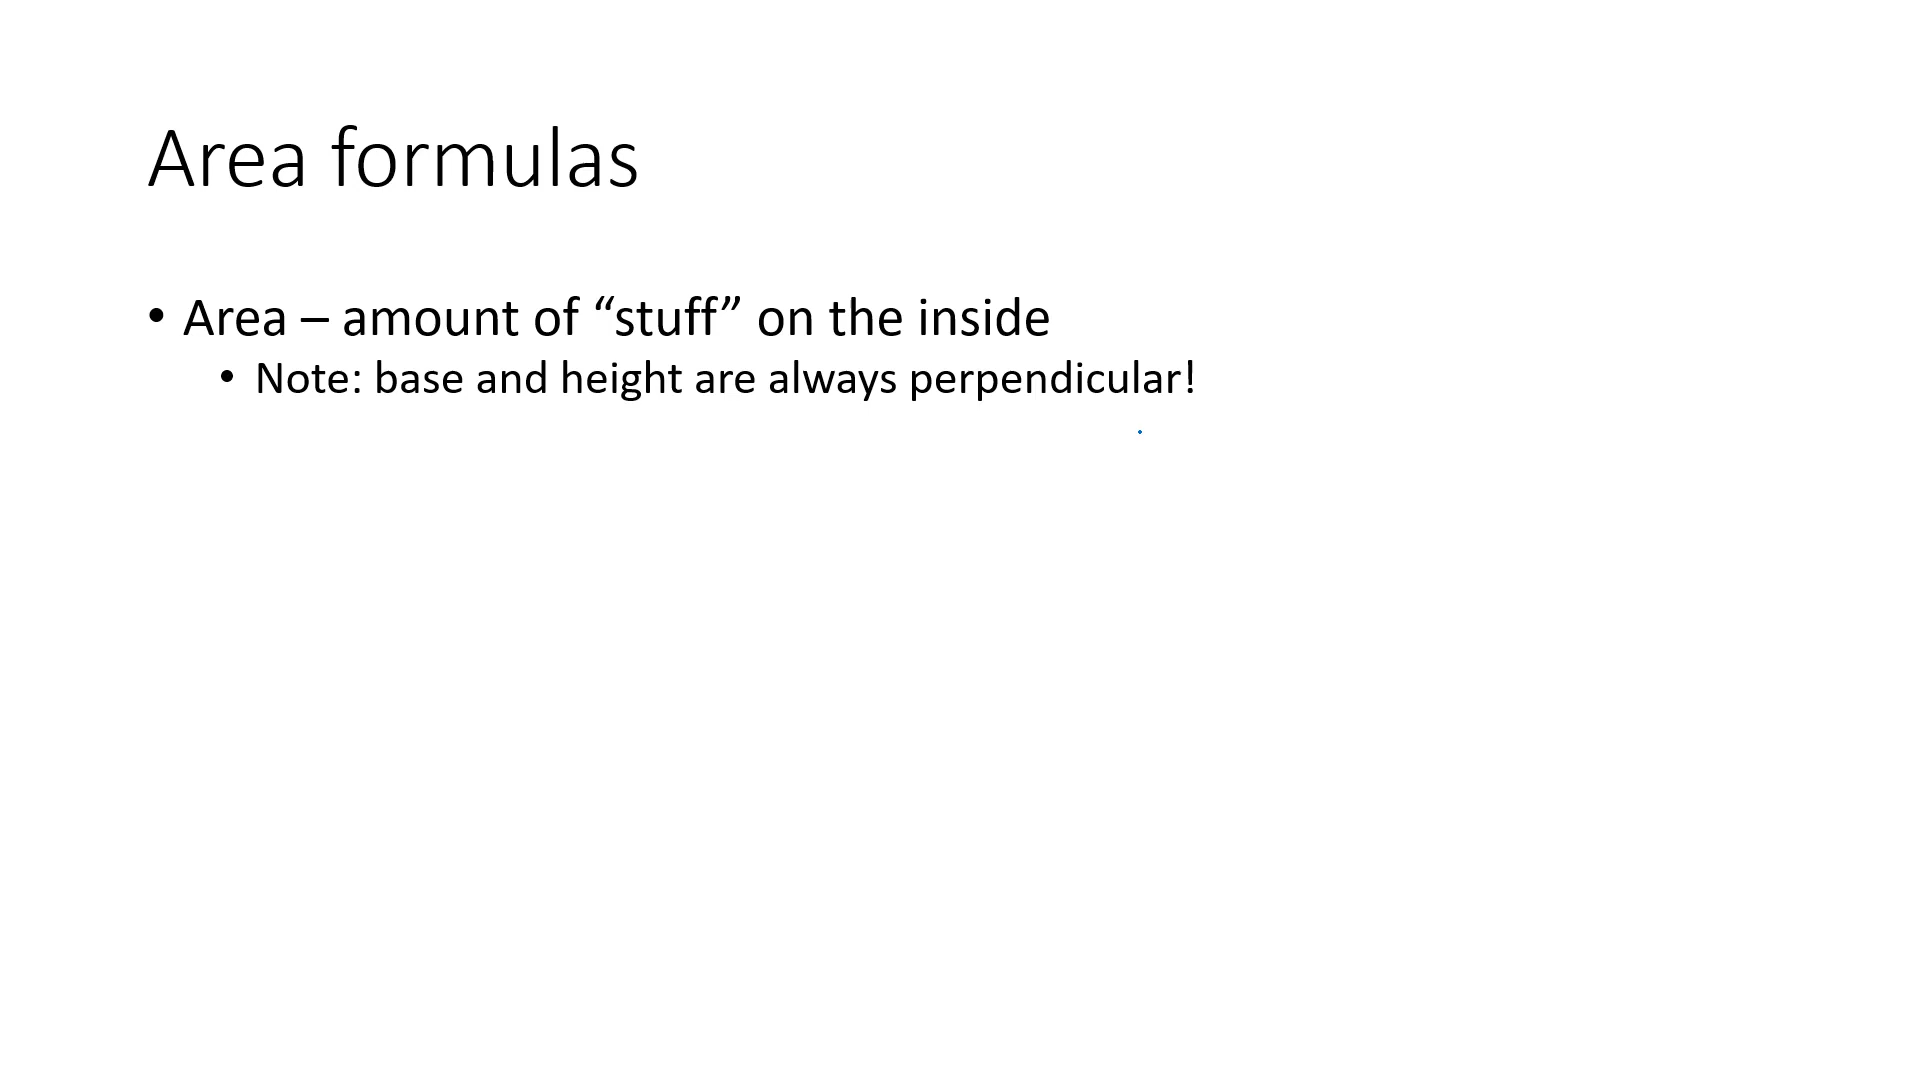 Area formulas
• Area – amount of “stuff” on the inside
• Note: base and height are always perpendicular!